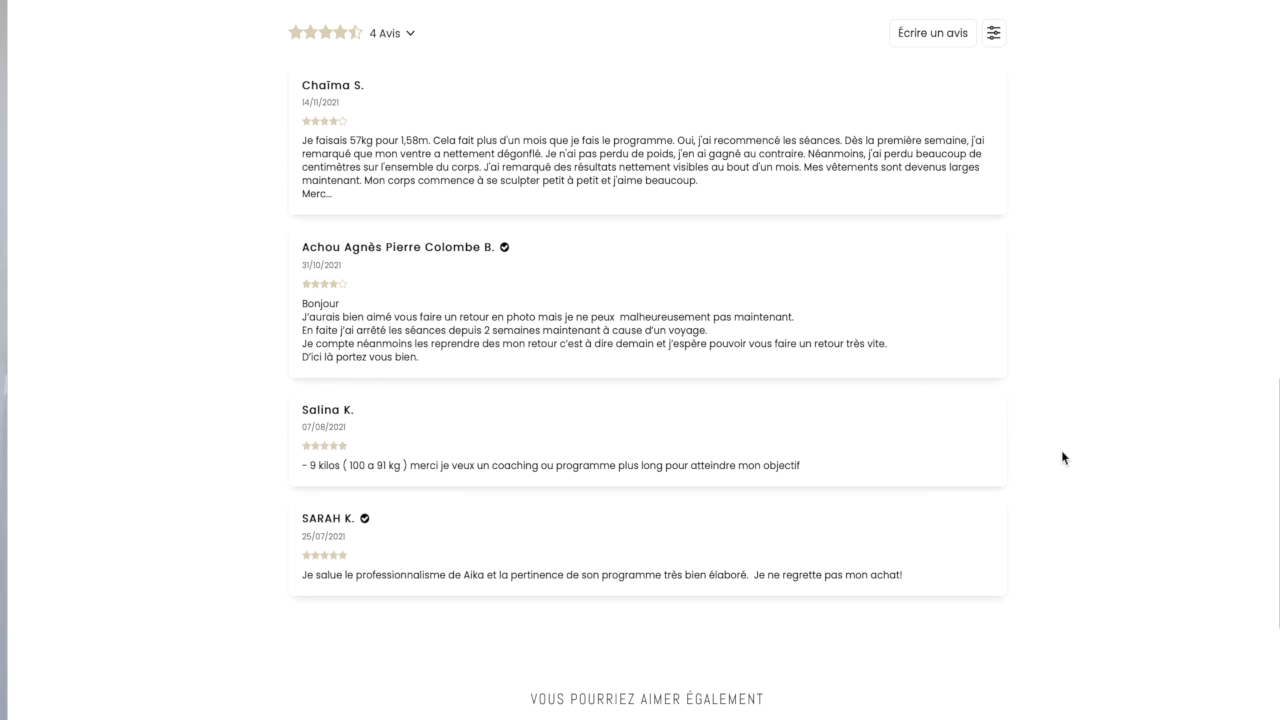 4 Avis
Écrire un avis
Chaïma S.
14/11/2021
Je faisais 57kg pour 1,58m. Cela fait plus d'un mois que je fais le programme. Oui, j'ai recommencé les séances. Dès la première semaine, j'ai
remarqué que mon ventre a nettement dégonflé. Je n'ai pas perdu de poids, j'en ai gagné au contraire. Néanmoins, j'ai perdu beaucoup de
centimètres sur l'ensemble du corps. J'ai remarqué des résultats nettement visibles au bout d'un mois. Mes vêtements sont devenus larges
maintenant. Mon corps commence à se sculpter petit à petit et j'aime beaucoup.
Merc...
Achou Agnès Pierre Colombe B.
31/10/2021
Bonjour
J’aurais bien aimé vous faire un retour en photo mais je ne peux  malheureusement pas maintenant.
En faite j’ai arrêté les séances depuis 2 semaines maintenant à cause d’un voyage.
Je compte néanmoins les reprendre des mon retour c’est à dire demain et j’espère pouvoir vous faire un retour très vite.
D’ici là portez vous bien.
Salina K.
07/08/2021
- 9 kilos ( 100 a 91 kg ) merci je veux un coaching ou programme plus long pour atteindre mon objectif
SARAH K.
25/07/2021
Je salue le professionnalisme de Aika et la pertinence de son programme très bien élaboré.  Je ne regrette pas mon achat!
VOUS POURRIEZ AIMER ÉGALEMENT